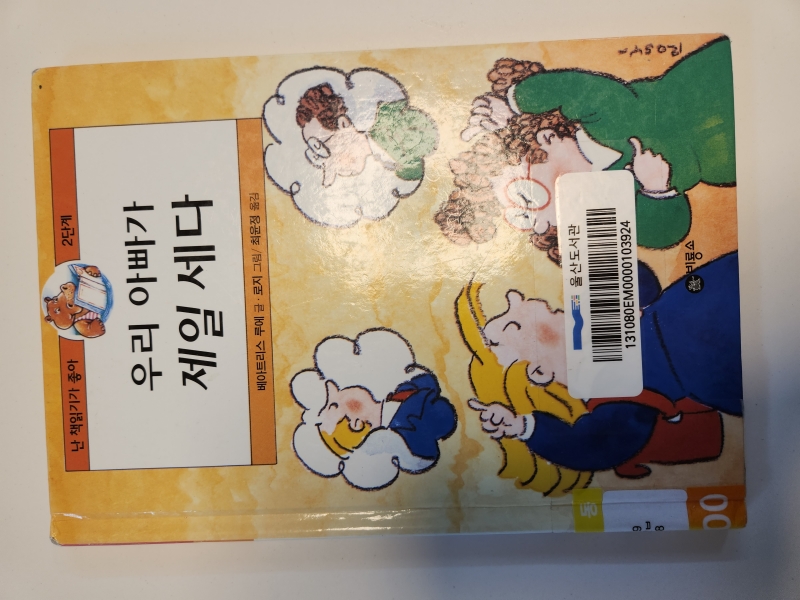 난 책읽기가 좋아
2단계
우리 아빠가
제일 세다
베아트리스 루에 글 · 로지 그림 / 최윤정 옮김
울산도서관
131080EM0000103924
비룡소